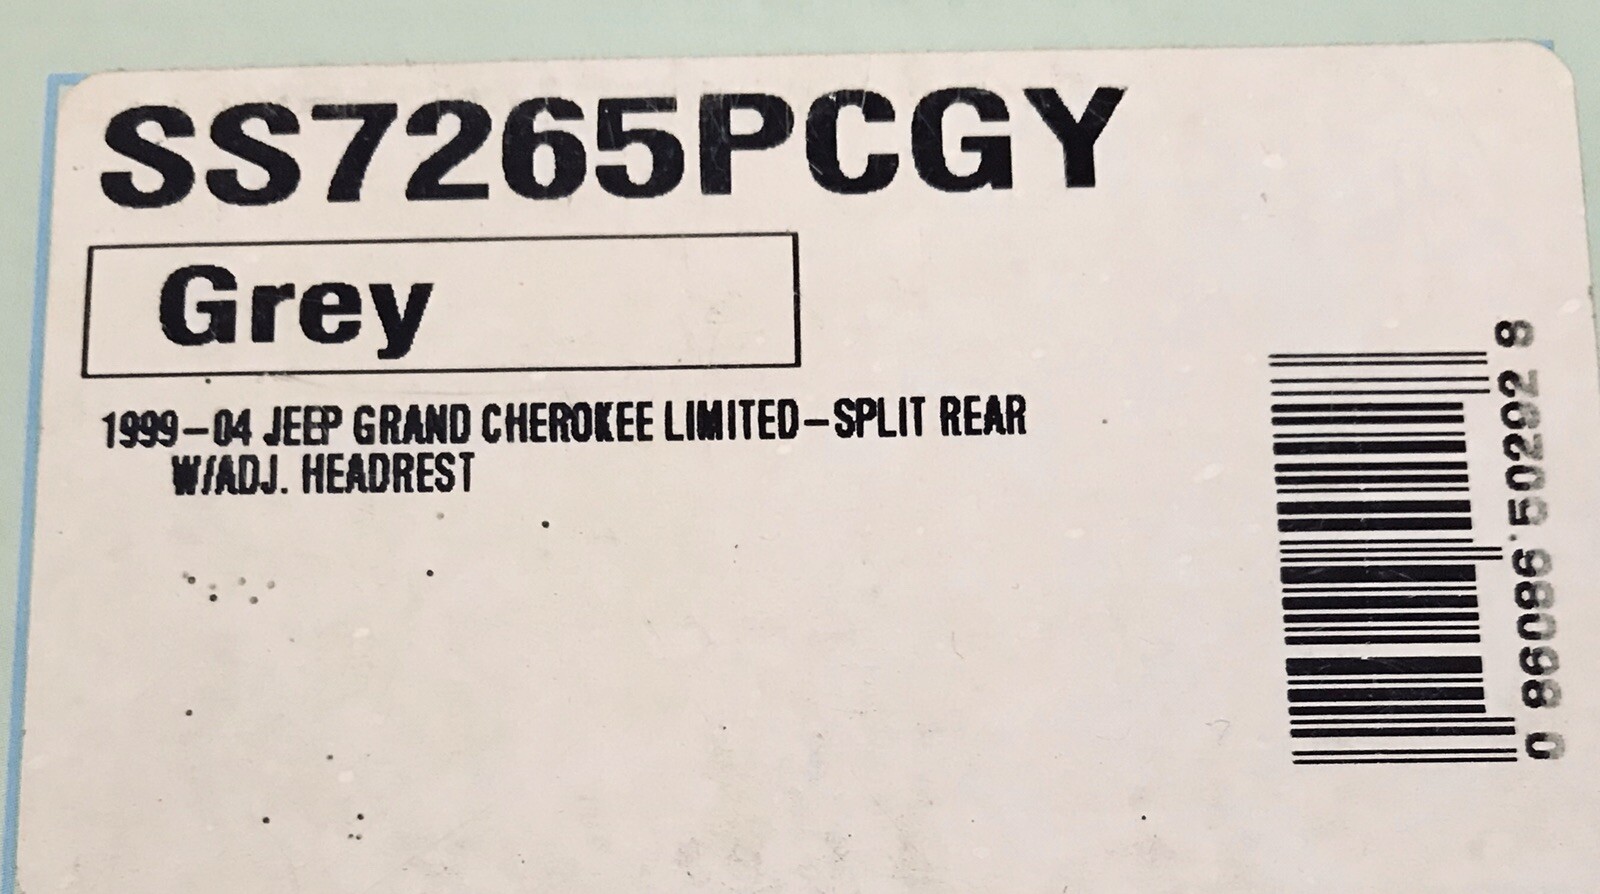 SS7265PCGY
Grey
1999-04 JEEP GRAND CHEROKEE LIMITED-SPLIT REAR
W/ADJ. HEADREST
0 86086 50292 8